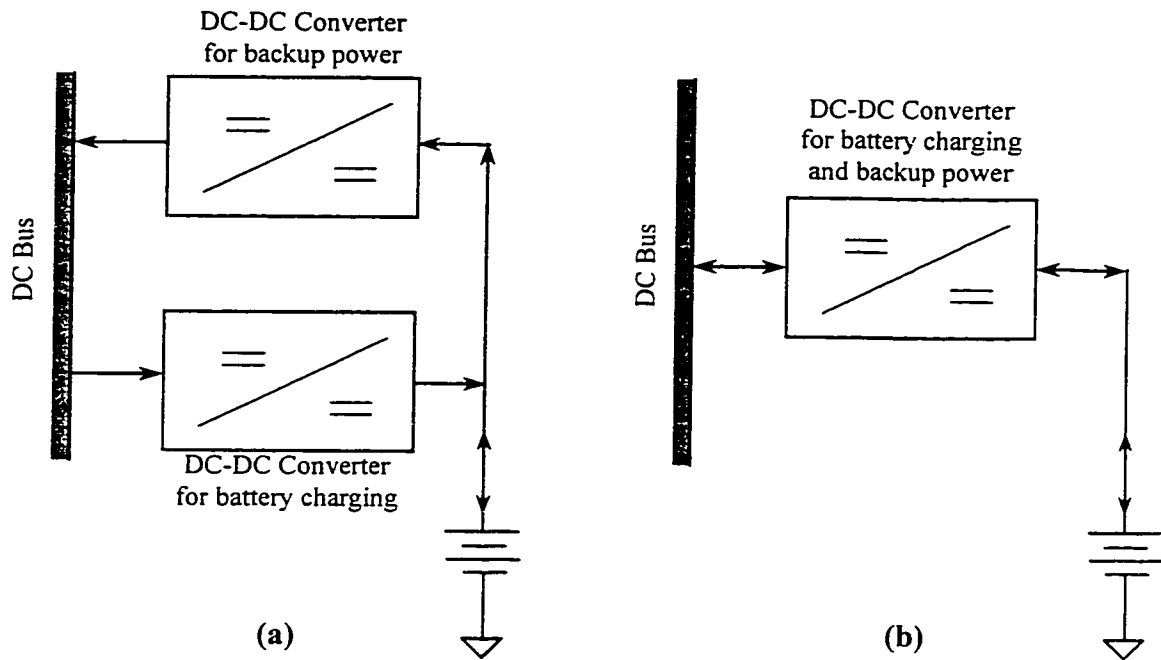 DC-DC Converter
for backup power
DC Bus
DC-DC Converter
for battery charging
(a)
DC-DC Converter
for battery charging
and backup power
DC Bus
(b)